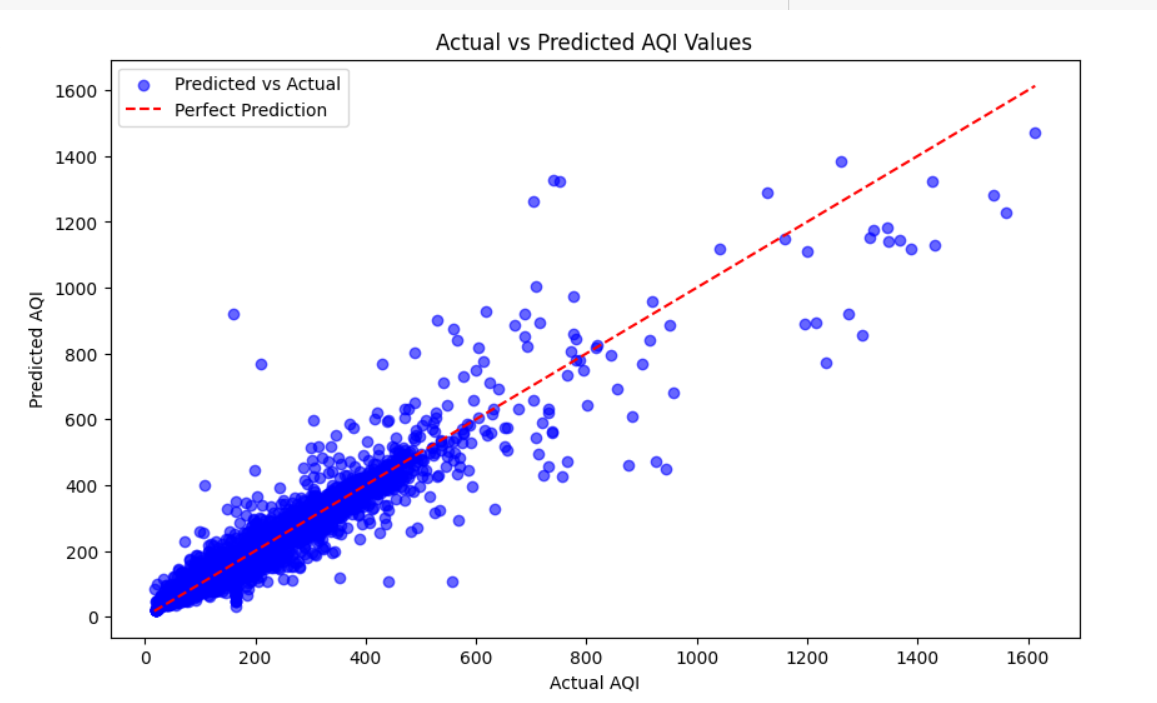 Actual vs Predicted AQI Values
Predicted vs Actual
Perfect Prediction
1600
1400
1200
1000
800
600
400
200
0
Predicted AQI
0 200 400 600 800 1000 1200 1400 1600
Actual AQI